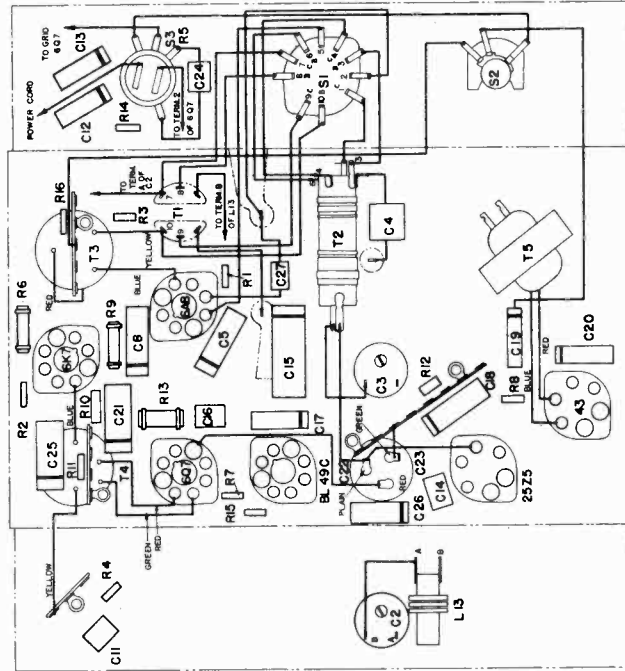 TO GRID
6Q7
C13
S3
R5
C24
POWER CORD
C12
R14
TO TERM.2
OF 6Q7
S1
S2
R16
TO
TERM.
A OF
C2
R3
T1
TO TERM B
OF L13
T3
YELLOW
RED
BLUE
R1
C27
T2
C4
T5
R6
R9
6A8
C8
C5
C15
6K7
R2
BLUE
R10
C21
R13
C16
C17
C3
R12
C18
R8
C19
RED
BLUE
C20
43
C25
R11
T4
6Q7
R7
R15
BL 49C
GREEN
C22
C23
PLAIN
RED
C26
C14
25Z5
GREEN
RED
YELLOW
R4
C11
C2
B
A
A
B
L13